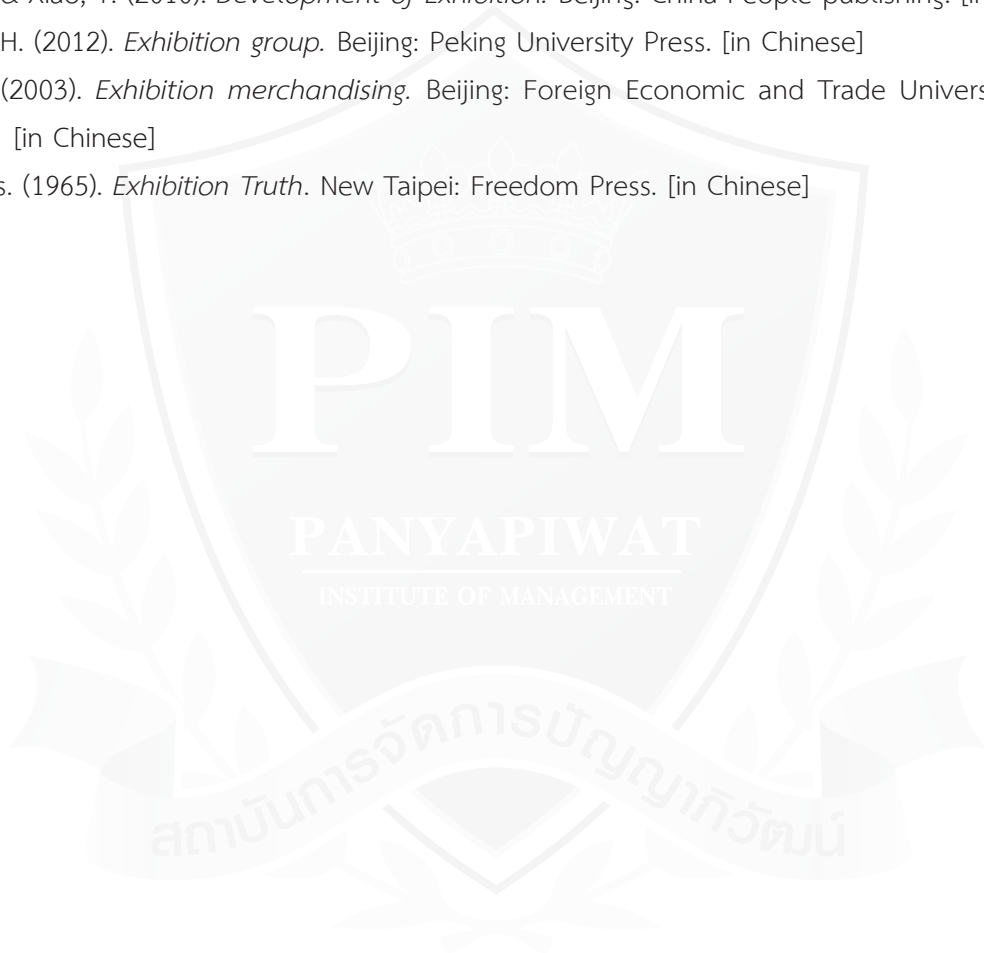 & Xiao, Y. (2010). Development of Exhibition. Beijing: China People publishing. [in
H. (2012). Exhibition group. Beijing: Peking University Press. [in Chinese]
(2003). Exhibition merchandising. Beijing: Foreign Economic and Trade Univers
[in Chinese]
s. (1965). Exhibition Truth. New Taipei: Freedom Press. [in Chinese]
PIM
PANYAPIWAT
INSTITUTE OF MANAGEMENT
สถาบันการจัดการปัญญาภิวัฒน์